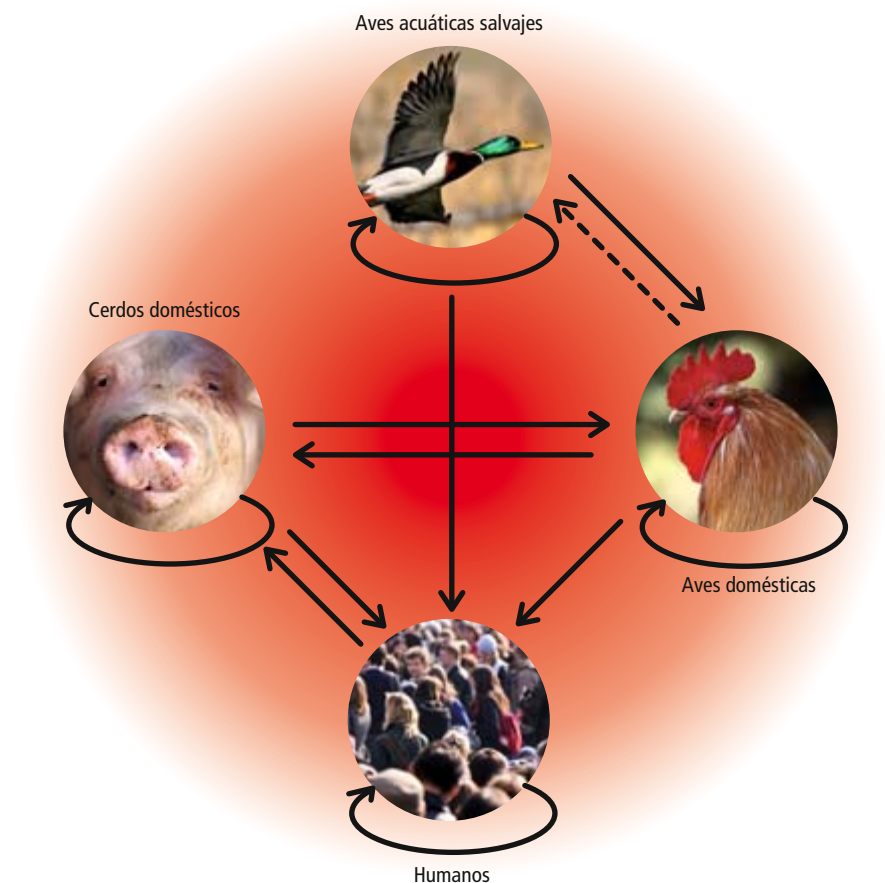 Aves acuáticas salvajes
Cerdos domésticos
Aves domésticas
Humanos